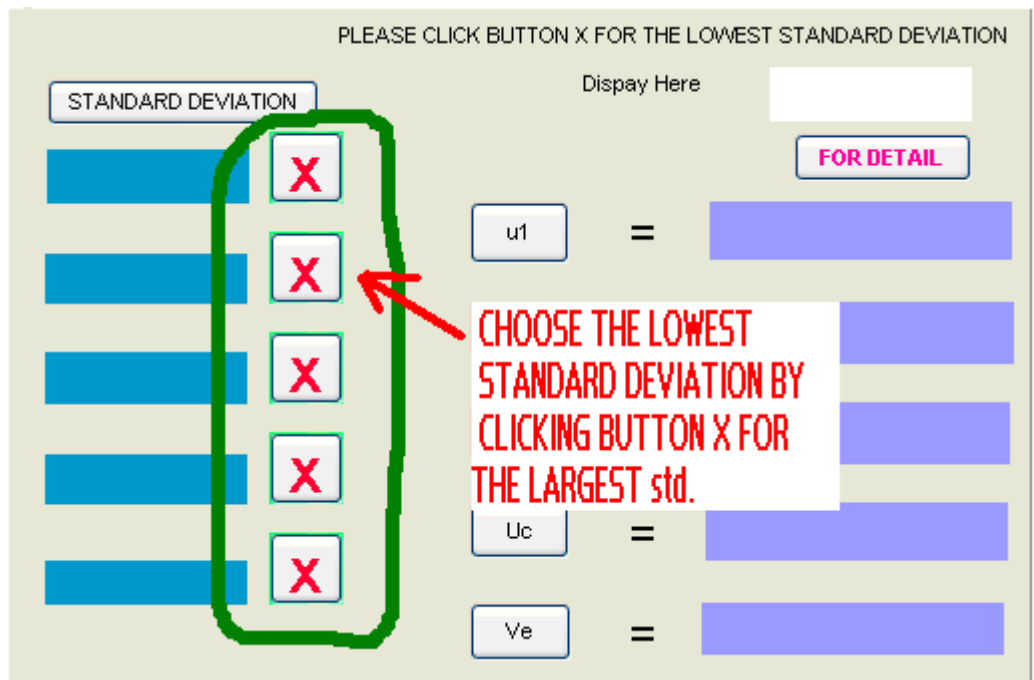 PLEASE CLICK BUTTON X FOR THE LOWEST STANDARD DEVIATION
Dispay Here
STANDARD DEVIATION
X
FOR DETAIL
u1 =
X
CHOOSE THE LOWEST
STANDARD DEVIATION BY
CLICKING BUTTON X FOR
THE LARGEST std.
X
X
Uc =
X
Ve =